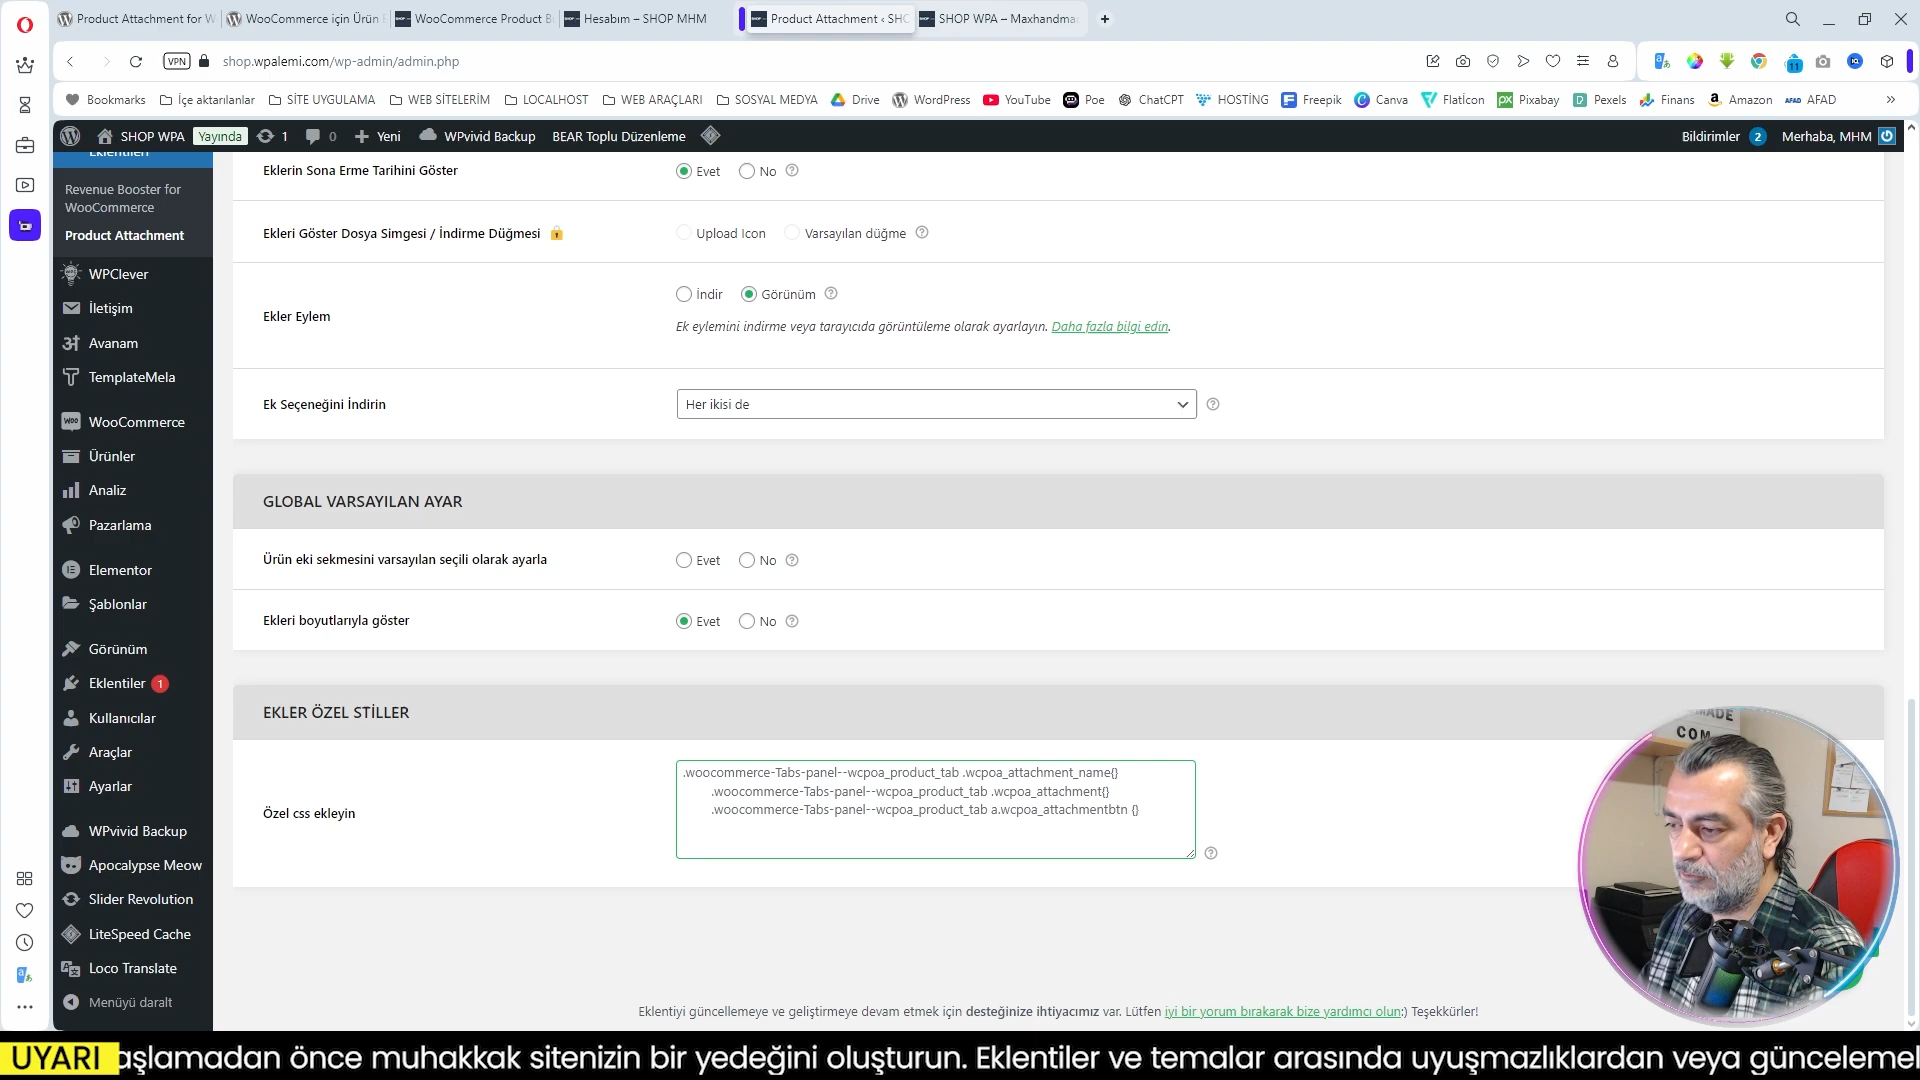 Product Attachment for W
WooCommerce için Ürün E
WooCommerce Product B
Hesabım – SHOP MHM
Product Attachment ‹ SHO
SHOP WPA – Maxhandma
VPN
shop.wpalemi.com/wp-admin/admin.php
Bookmarks
İçe aktarılanlar
SİTE UYGULAMA
WEB SİTELERİM
LOCALHOST
WEB ARAÇLARI
SOSYAL MEDYA
Drive
WordPress
YouTube
Poe
ChatCPT
HOSTİNG
Freepik
Canva
Flatİcon
Pixabay
Pexels
Finans
Amazon
AFAD
SHOP WPA
Yayında
1
0
Yeni
WPvivid Backup
BEAR Toplu Düzenleme
Bildirimler 2
Merhaba, MHM
Eklentileri
Revenue Booster for
WooCommerce
Product Attachment
WPClever
İletişim
Avanam
TemplateMela
WooCommerce
Ürünler
Analiz
Pazarlama
Elementor
Şablonlar
Görünüm
Eklentiler 1
Kullanıcılar
Araçlar
Ayarlar
WPvivid Backup
Apocalypse Meow
Slider Revolution
LiteSpeed Cache
Loco Translate
Menüyü daralt
Eklerin Sona Erme Tarihini Göster
Evet No
Ekleri Göster Dosya Simgesi / İndirme Düğmesi
Upload Icon Varsayılan düğme
Ekler Eylem
İndir Görünüm
Ek eylemini indirme veya tarayıcıda görüntüleme olarak ayarlayın. Daha fazla bilgi edin.
Ek Seçeneğini İndirin
Her ikisi de
GLOBAL VARSAYILAN AYAR
Ürün eki sekmesini varsayılan seçili olarak ayarla
Evet No
Ekleri boyutlarıyla göster
Evet No
EKLER ÖZEL STİLLER
Özel css ekleyin
.woocommerce-Tabs-panel--wcpoa_product_tab .wcpoa_attachment_name{}
.woocommerce-Tabs-panel--wcpoa_product_tab .wcpoa_attachment{}
.woocommerce-Tabs-panel--wcpoa_product_tab a.wcpoa_attachmentbtn {}
Eklentiyi güncellemeye ve geliştirmeye devam etmek için desteğinize ihtiyacımız var. Lütfen iyi bir yorum bırakarak bize yardımcı olun:) Teşekkürler!
UYARI
aşlamadan önce muhakkak sitenizin bir yedeğini oluşturun. Eklentiler ve temalar arasında uyuşmazlıklardan veya güncelemel